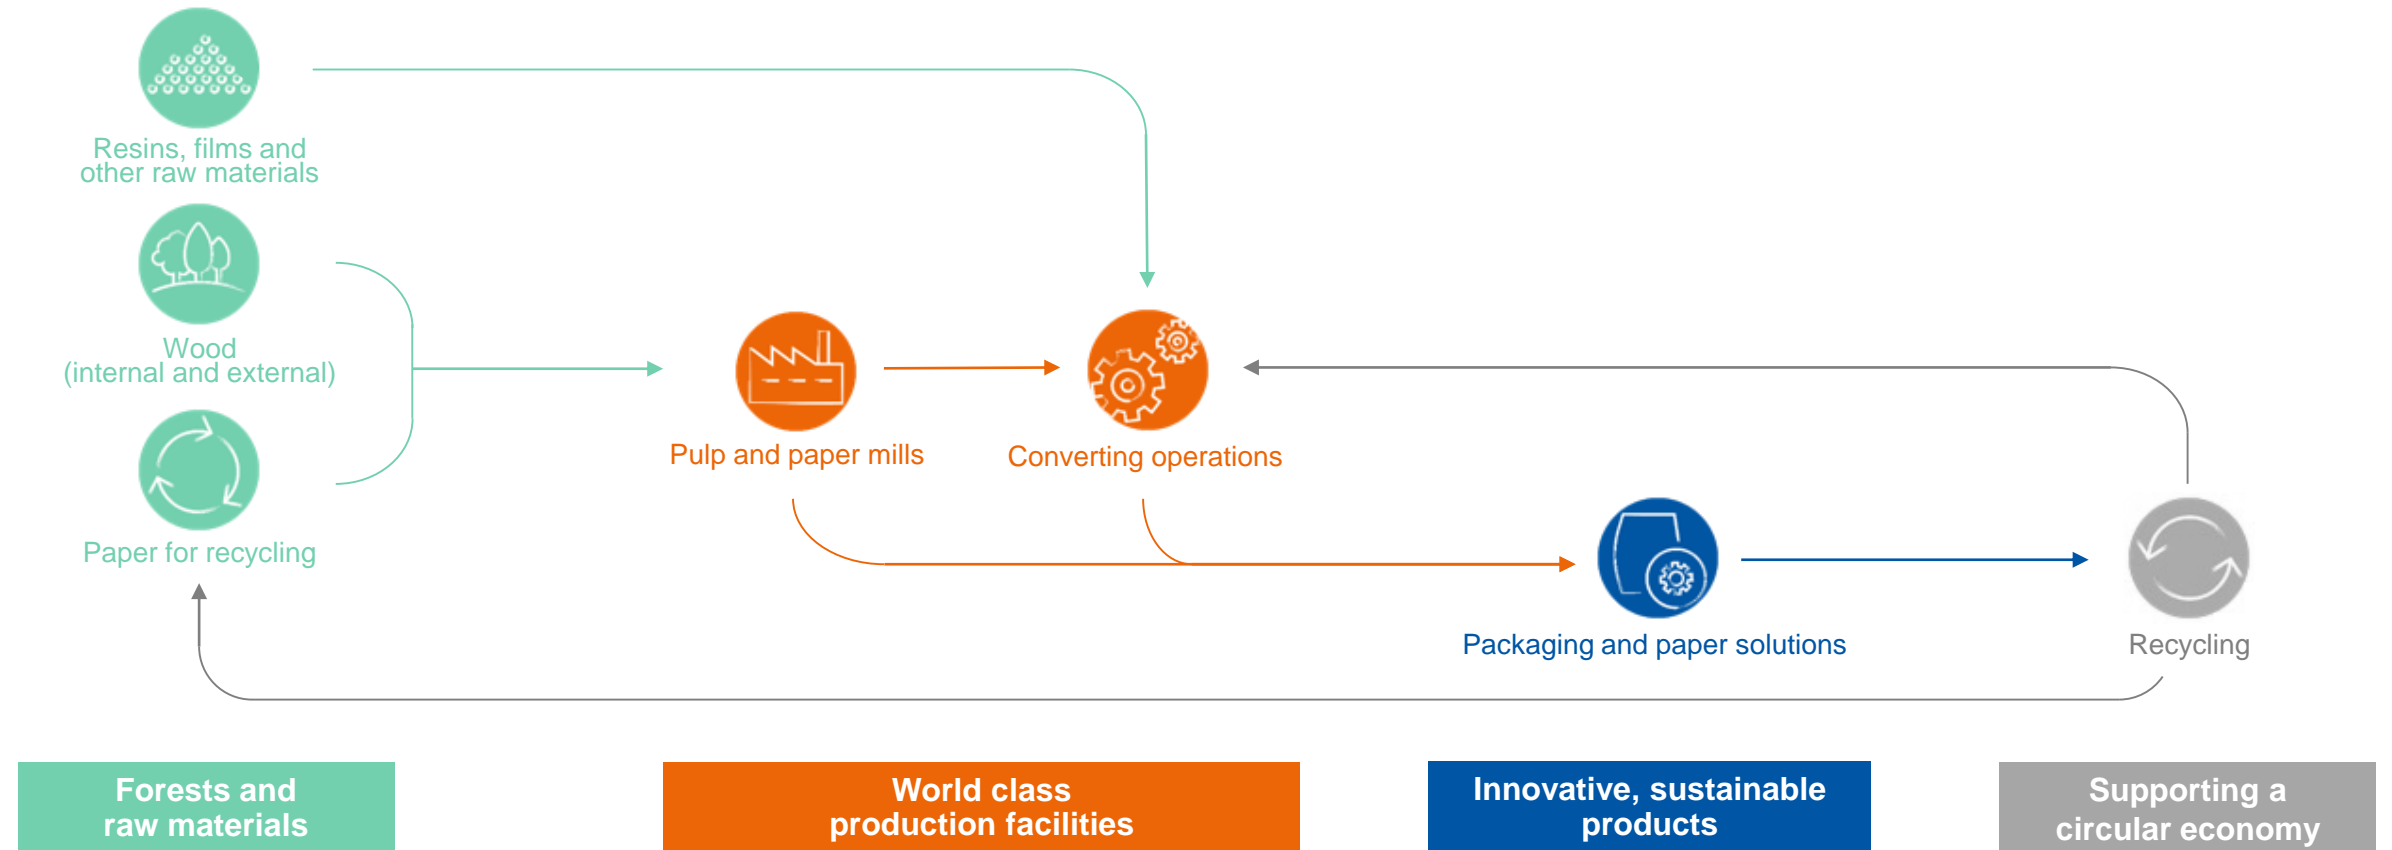 Resins, films and
other raw materials
Wood
(internal and external)
Paper for recycling
Pulp and paper mills
Converting operations
Packaging and paper solutions
Recycling
Forests and
raw materials
World class
production facilities
Innovative, sustainable
products
Supporting a
circular economy